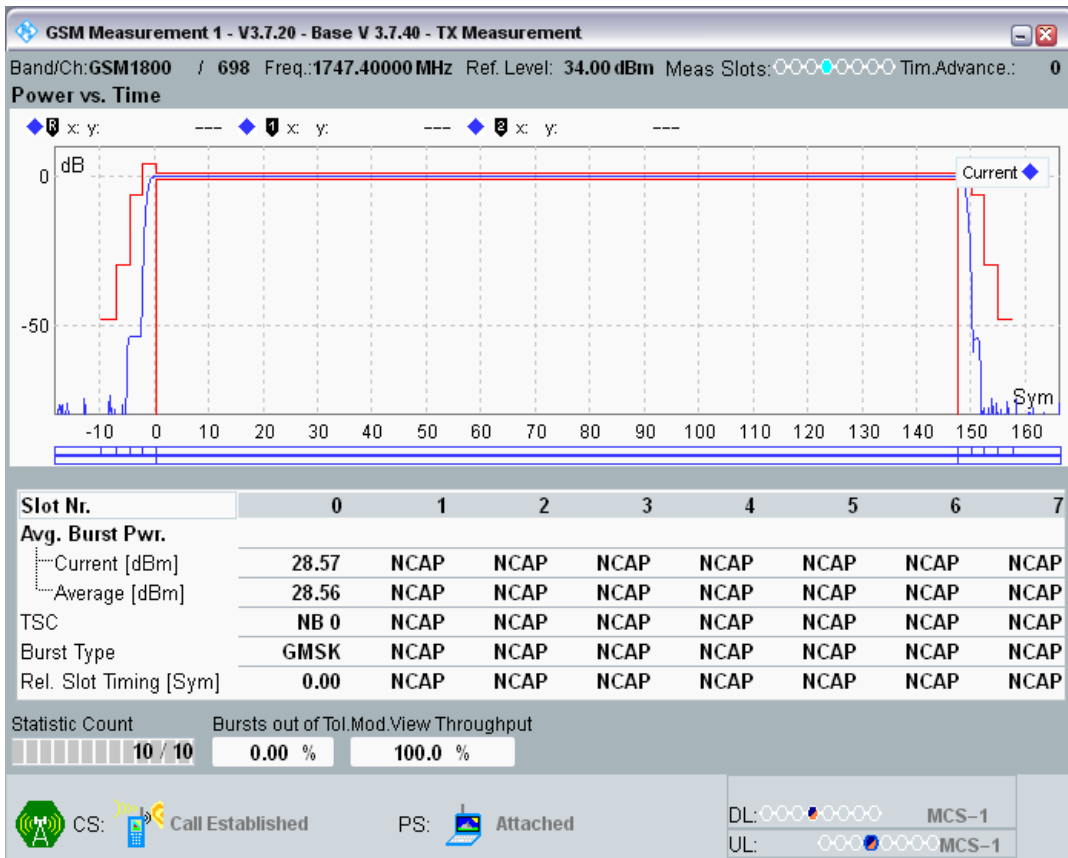 GSM Measurement 1 - V3.7.20 - Base V 3.7.40 - TX Measurement
Band/Ch:GSM1800 / 698 Freq.:1747.40000 MHz Ref. Level: 34.00 dBm Meas Slots: Tim.Advance.: 0
Power vs. Time
R x: y: --- 1 x: y: --- 2 x: y: ---
dB
Current
0
-50
Sym
-10 0 10 20 30 40 50 60 70 80 90 100 110 120 130 140 150 160
Slot Nr. 0 1 2 3 4 5 6 7
Avg. Burst Pwr.
Current [dBm] 28.57 NCAP NCAP NCAP NCAP NCAP NCAP NCAP
Average [dBm] 28.56 NCAP NCAP NCAP NCAP NCAP NCAP NCAP
TSC NB 0 NCAP NCAP NCAP NCAP NCAP NCAP NCAP
Burst Type GMSK NCAP NCAP NCAP NCAP NCAP NCAP NCAP
Rel. Slot Timing [Sym] 0.00 NCAP NCAP NCAP NCAP NCAP NCAP NCAP
Statistic Count Bursts out of Tol.Mod.View Throughput
10 / 10 0.00 % 100.0 %
CS: Call Established PS: Attached
DL: MCS-1
UL: MCS-1